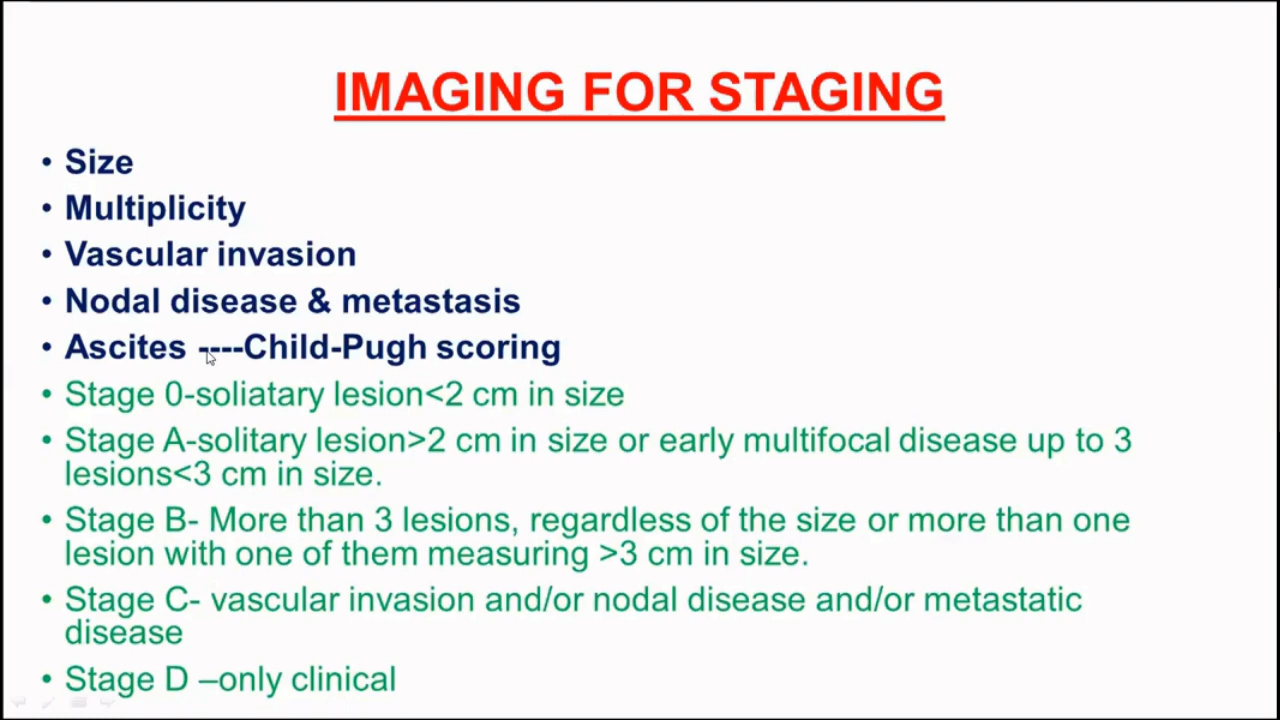 IMAGING FOR STAGING
• Size
• Multiplicity
• Vascular invasion
• Nodal disease & metastasis
• Ascites ----Child-Pugh scoring
• Stage 0-soliatary lesion<2 cm in size
• Stage A-solitary lesion>2 cm in size or early multifocal disease up to 3
lesions<3 cm in size.
• Stage B- More than 3 lesions, regardless of the size or more than one
lesion with one of them measuring >3 cm in size.
• Stage C- vascular invasion and/or nodal disease and/or metastatic
disease
• Stage D –only clinical